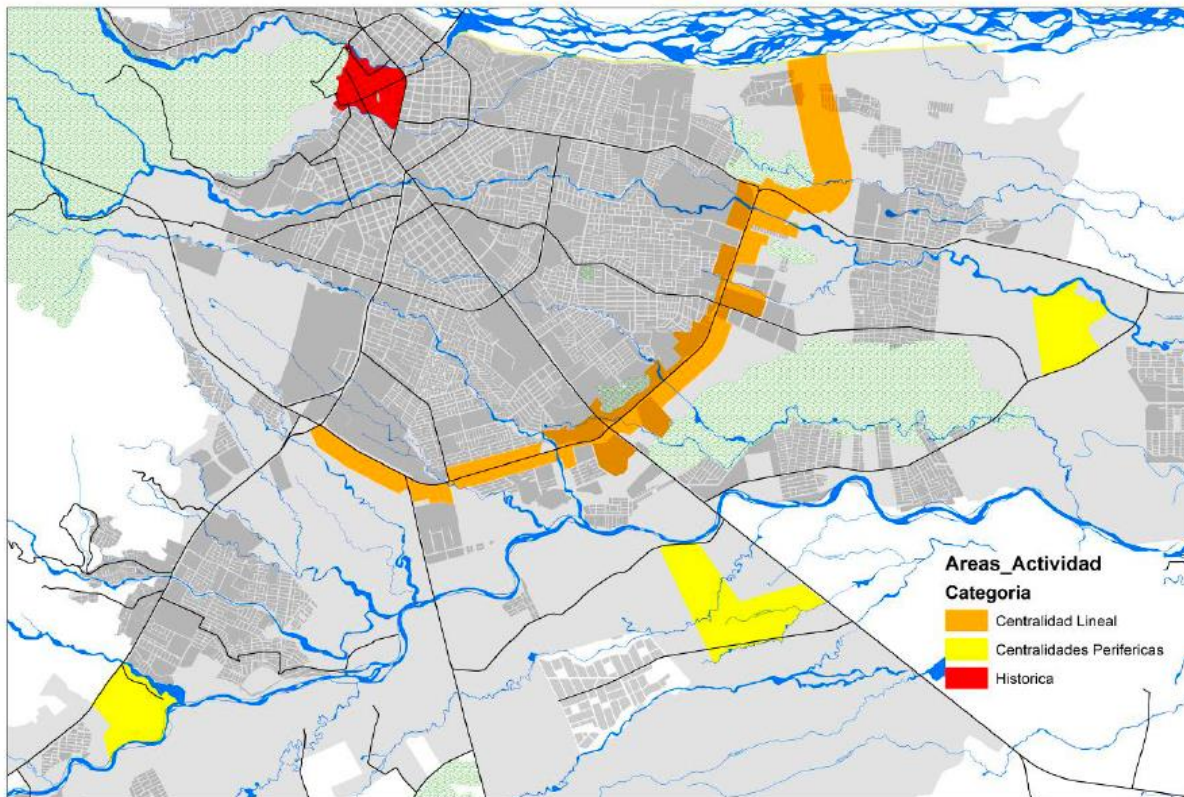 Areas_Actividad
Categoria
Centralidad Lineal
Centralidades Perifericas
Historica